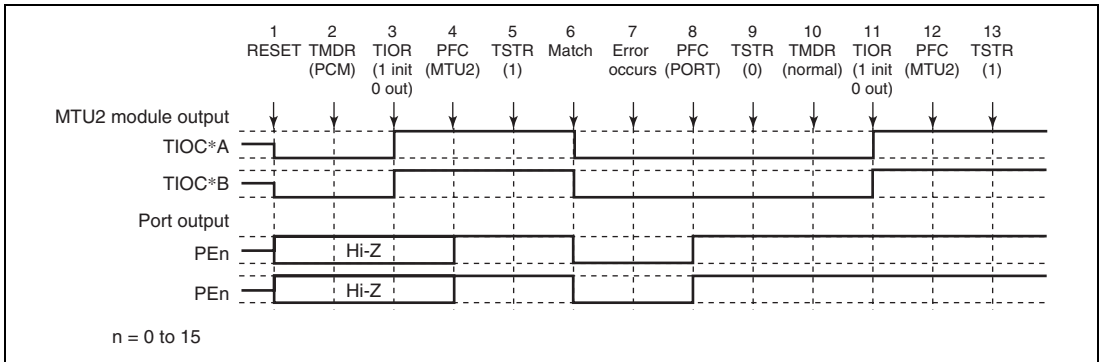 1 2 3 4 5 6 7 8 9 10 11 12 13
RESET TMDR TIOR PFC TSTR Match Error PFC TSTR TMDR TIOR PFC TSTR
(PCM) (1 init (MTU2) (1) occurs (PORT) (0) (normal) (1 init (MTU2) (1)
0 out) 0 out)
MTU2 module output
TIOC*A
TIOC*B
Port output
PEn Hi-Z
PEn Hi-Z
n = 0 to 15